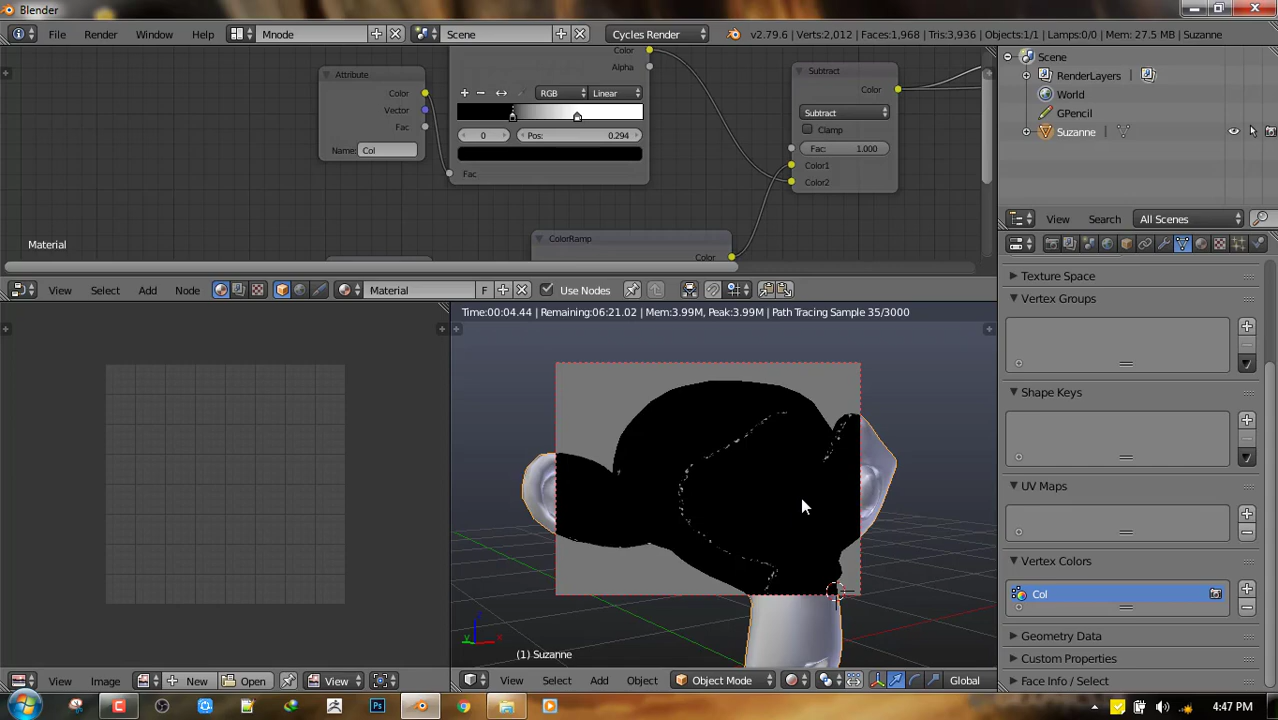 Blender
File Render Window Help Mnode Scene Cycles Render v2.79.6 | Verts:2,012 | Faces:1,968 | Tris:3,936 | Objects:1/1 | Lamps:0/0 | Mem: 27.5 MB | Suzanne
Attribute
Color
Vector
Fac
Name: Col
Color
Alpha
RGB Linear
0 Pos: 0.294
Fac
ColorRamp
Color
Subtract
Color
Subtract
Clamp
Fac: 1.000
Color1
Color2
Material
View Select Add Node Material F Use Nodes
Time:00:04.44 | Remaining:06:21.02 | Mem:3.99M, Peak:3.99M | Path Tracing Sample 35/3000
(1) Suzanne
View Image New Open View
View Select Add Object Object Mode Global
Scene
RenderLayers
World
GPencil
Suzanne
View Search All Scenes
Texture Space
Vertex Groups
Shape Keys
UV Maps
Vertex Colors
Col
Geometry Data
Custom Properties
Face Info / Select
4:47 PM